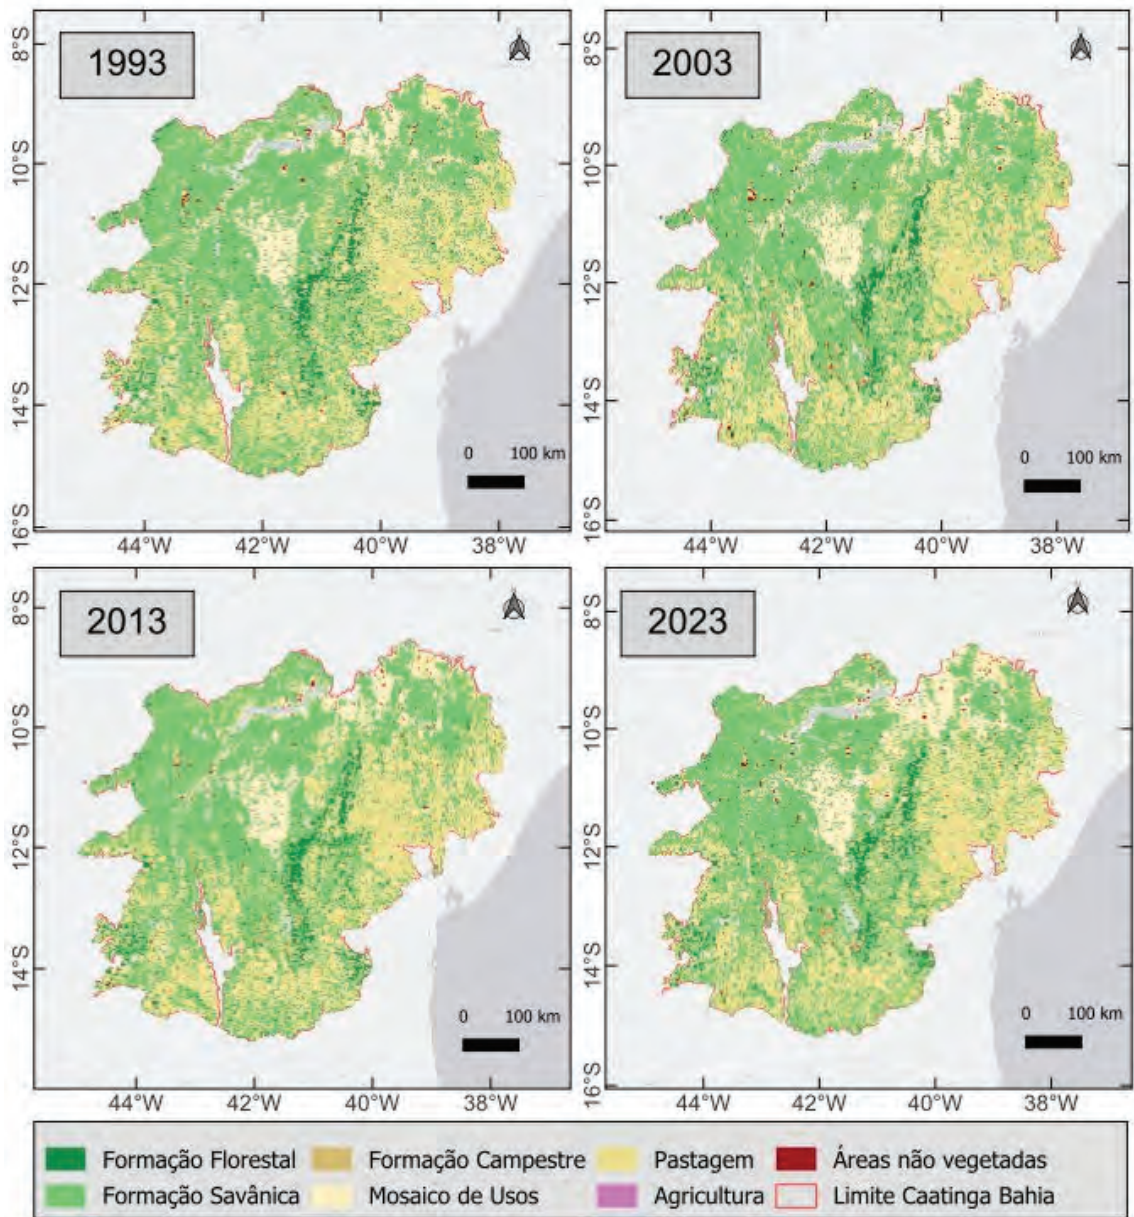 1993
8°S
10°S
12°S
14°S
16°S
0 100 km
44°W 42°W 40°W 38°W
2003
8°S
10°S
12°S
14°S
16°S
0 100 km
44°W 42°W 40°W 38°W
2013
8°S
10°S
12°S
14°S
0 100 km
44°W 42°W 40°W 38°W
2023
8°S
10°S
12°S
14°S
16°S
0 100 km
44°W 42°W 40°W 38°W
Formação Florestal Formação Campestre Pastagem Áreas não vegetadas
Formação Savânica Mosaico de Usos Agricultura Limite Caatinga Bahia